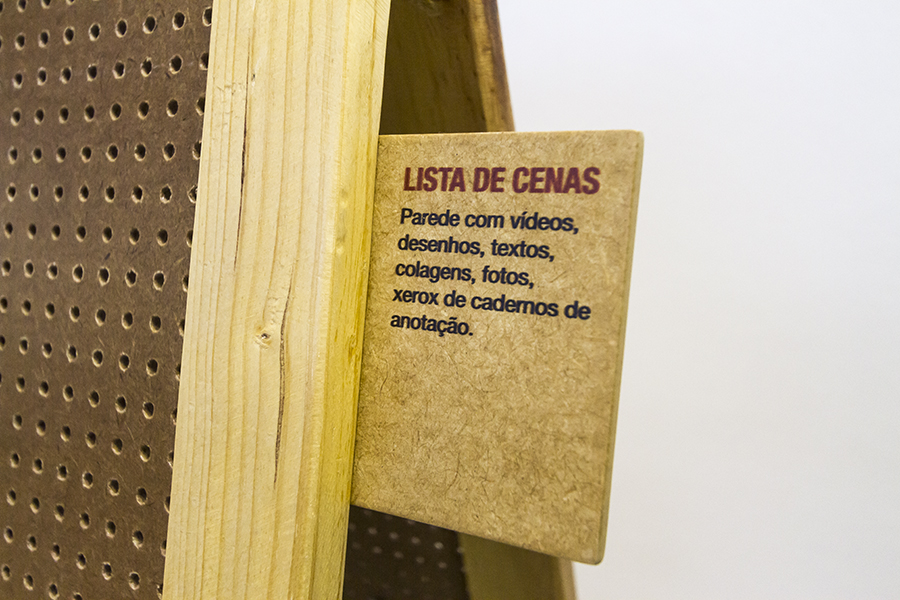 LISTA DE CENAS
Parede com vídeos,
desenhos, textos,
colagens, fotos,
xerox de cadernos de
anotação.